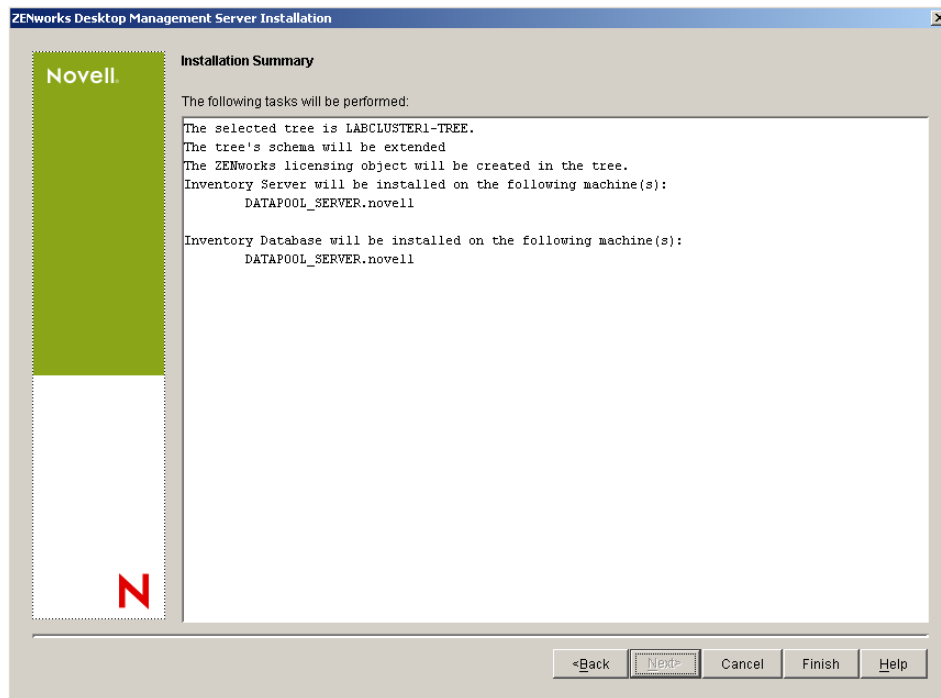 ZENworks Desktop Management Server Installation
Novell.
Installation Summary
The following tasks will be performed:
The selected tree is LABCLUSTER1-TREE.
The tree's schema will be extended
The ZENworks licensing object will be created in the tree.
Inventory Server will be installed on the following machine(s):
DATAPOOL_SERVER.novell
Inventory Database will be installed on the following machine(s):
DATAPOOL_SERVER.novell
N
<Back Next> Cancel Finish Help